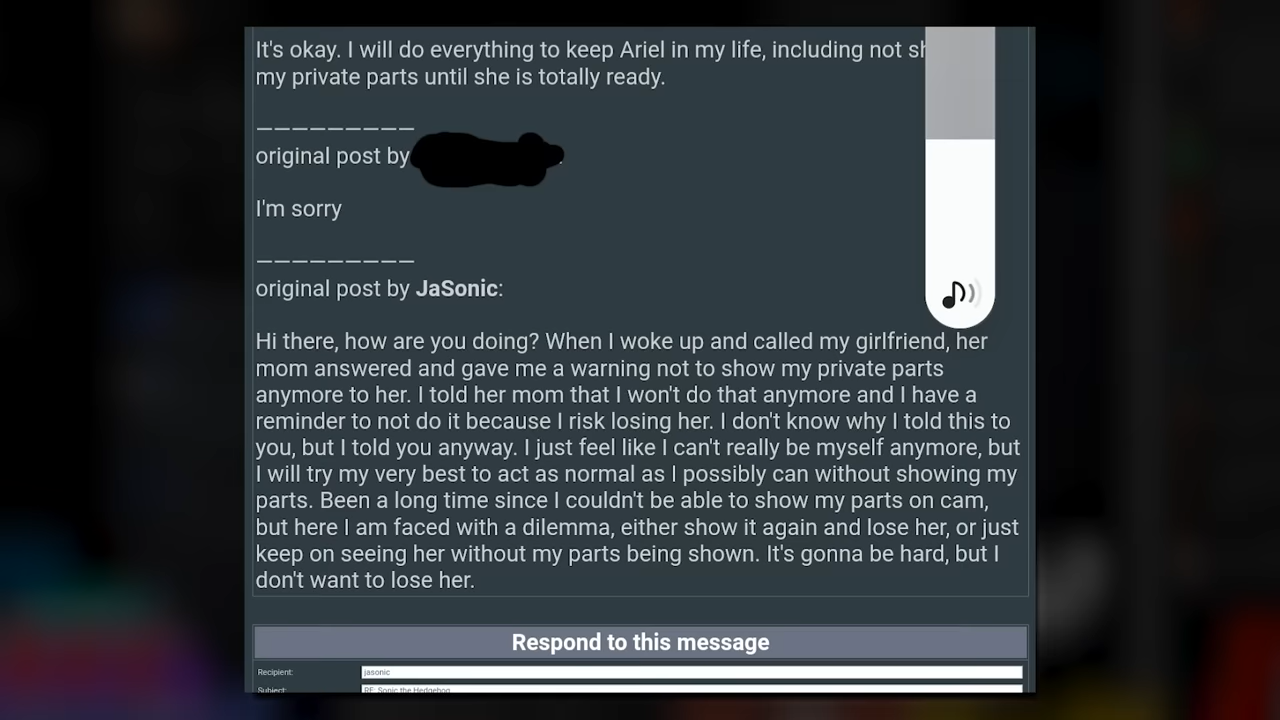 It's okay. I will do everything to keep Ariel in my life, including not
my private parts until she is totally ready.
_________
original post by
I'm sorry
_________
original post by JaSonic:
Hi there, how are you doing? When I woke up and called my girlfriend, her
mom answered and gave me a warning not to show my private parts
anymore to her. I told her mom that I won't do that anymore and I have a
reminder to not do it because I risk losing her. I don't know why I told this to
you, but I told you anyway. I just feel like I can't really be myself anymore, but
I will try my very best to act as normal as I possibly can without showing my
parts. Been a long time since I couldn't be able to show my parts on cam,
but here I am faced with a dilemma, either show it again and lose her, or just
keep on seeing her without my parts being shown. It's gonna be hard, but I
don't want to lose her.
Respond to this message
Recipient:
jasonic
Subject:
RE: Sonic the Hedgehog